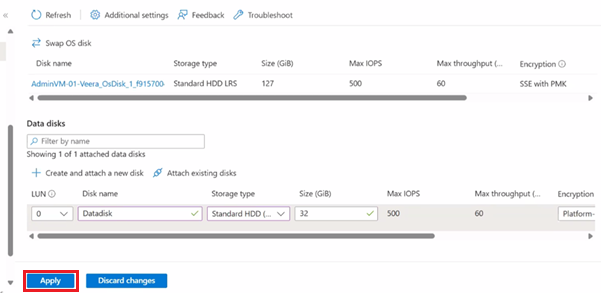 Refresh Additional settings Feedback Troubleshoot
Swap OS disk
Disk name Storage type Size (GiB) Max IOPS Max throughput (... Encryption
AdminVM-01-Veera_OsDisk_1_f915700- Standard HDD LRS 127 500 60 SSE with PMK
Data disks
Filter by name
Showing 1 of 1 attached data disks
Create and attach a new disk Attach existing disks
LUN Disk name Storage type Size (GiB) Max IOPS Max throughput (... Encryption
0 Datadisk Standard HDD (... 32 500 60 Platform-
Apply Discard changes